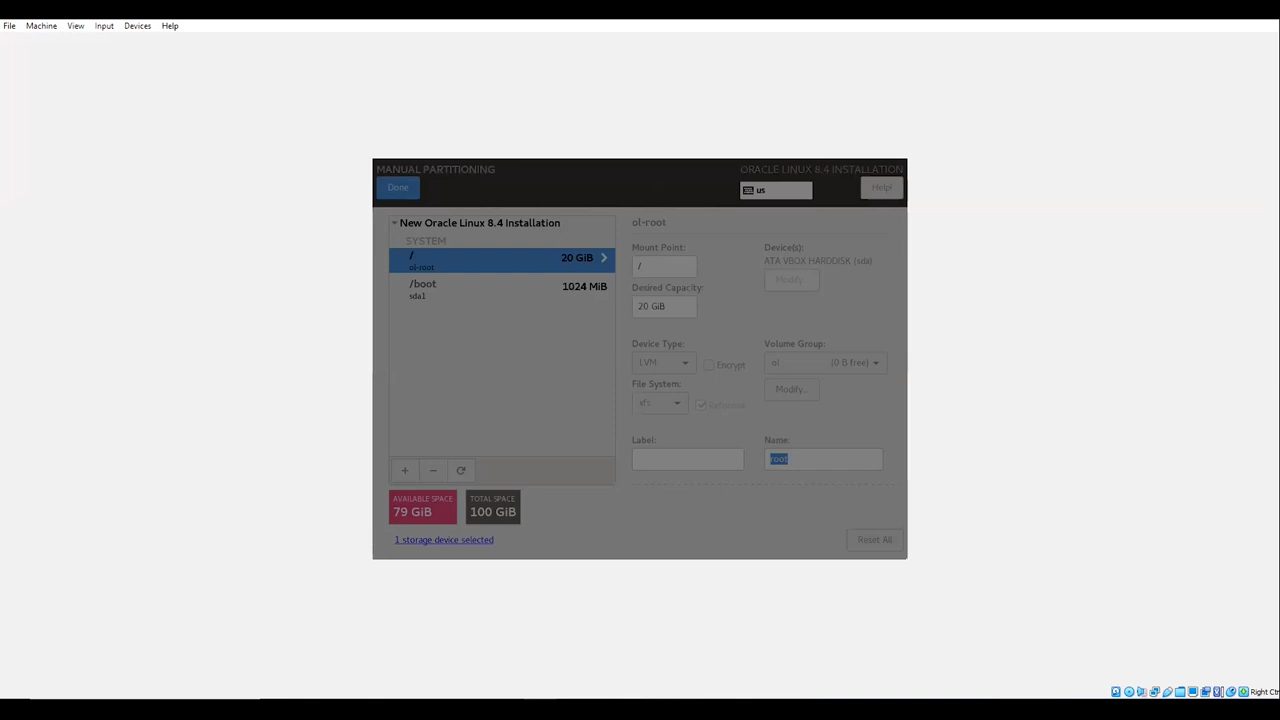 File Machine View Input Devices Help
MANUAL PARTITIONING
ORACLE LINUX 8.4 INSTALLATION
Done
us
Help!
New Oracle Linux 8.4 Installation
SYSTEM
/
ol-root
20 GiB
/boot
sda1
1024 MiB
+ −
AVAILABLE SPACE
79 GiB
TOTAL SPACE
100 GiB
1 storage device selected
ol-root
Mount Point:
/
Device(s):
ATA VBOX HARDDISK (sda)
Modify...
Desired Capacity:
20 GiB
Device Type:
LVM
Encrypt
Volume Group:
ol (0 B free)
Modify...
File System:
xfs
Reformat
Label:
Name:
root
Reset All
Right Ctr